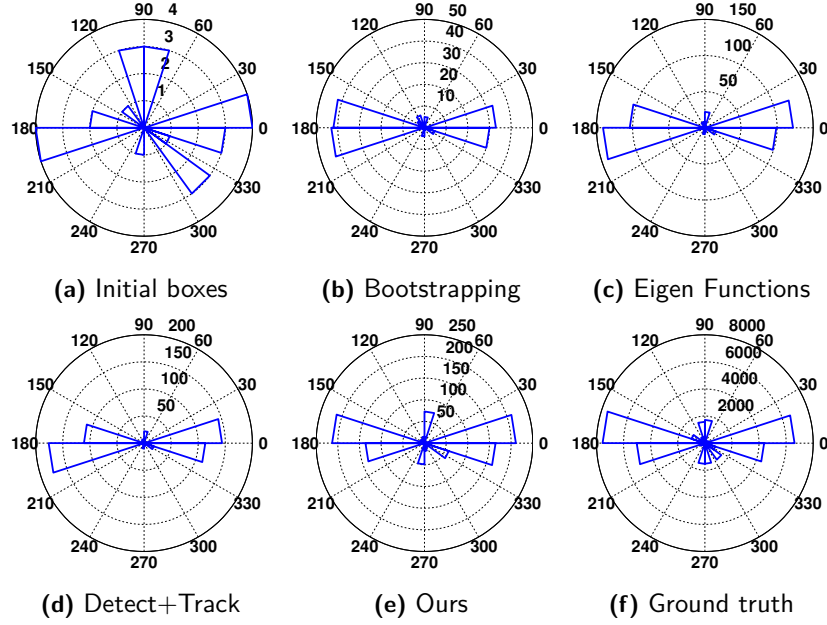 90 4 90 50 90 150
120 60 120 40 60 120 60
3 30 100
150 2 30 150 20 30 150 50 30
1 10
180 0 180 0 180 0
210 330 210 330 210 330
240 300 240 300 240 300
270 270 270
(a) Initial boxes (b) Bootstrapping (c) Eigen Functions
90 200 90 250 90 8000
120 150 60 120 200 60 120 6000 60
100 150 4000
150 50 30 150 100 30 150 2000 30
50
180 0 180 0 180 0
210 330 210 330 210 330
240 300 240 300 240 300
270 270 270
(d) Detect+Track (e) Ours (f) Ground truth